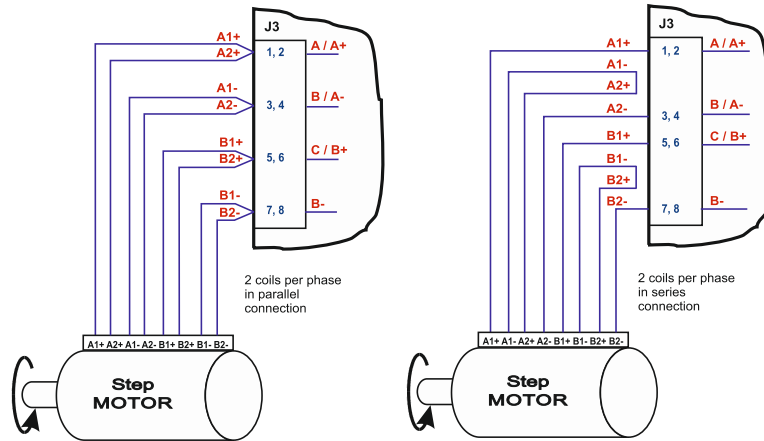 J3
A1+
A2+
1, 2
A / A+
A1-
A2-
3, 4
B / A-
B1+
B2+
5, 6
C / B+
B1-
B2-
7, 8
B-
2 coils per phase
in parallel
connection
A1+ A2+ A1- A2- B1+ B2+ B1- B2-
Step
MOTOR
J3
A1+
1, 2
A / A+
A1-
A2+
A2-
3, 4
B / A-
B1+
5, 6
C / B+
B1-
B2+
B2-
7, 8
B-
2 coils per phase
in series
connection
A1+ A1- A2+ A2- B1+ B1- B2+ B2-
Step
MOTOR